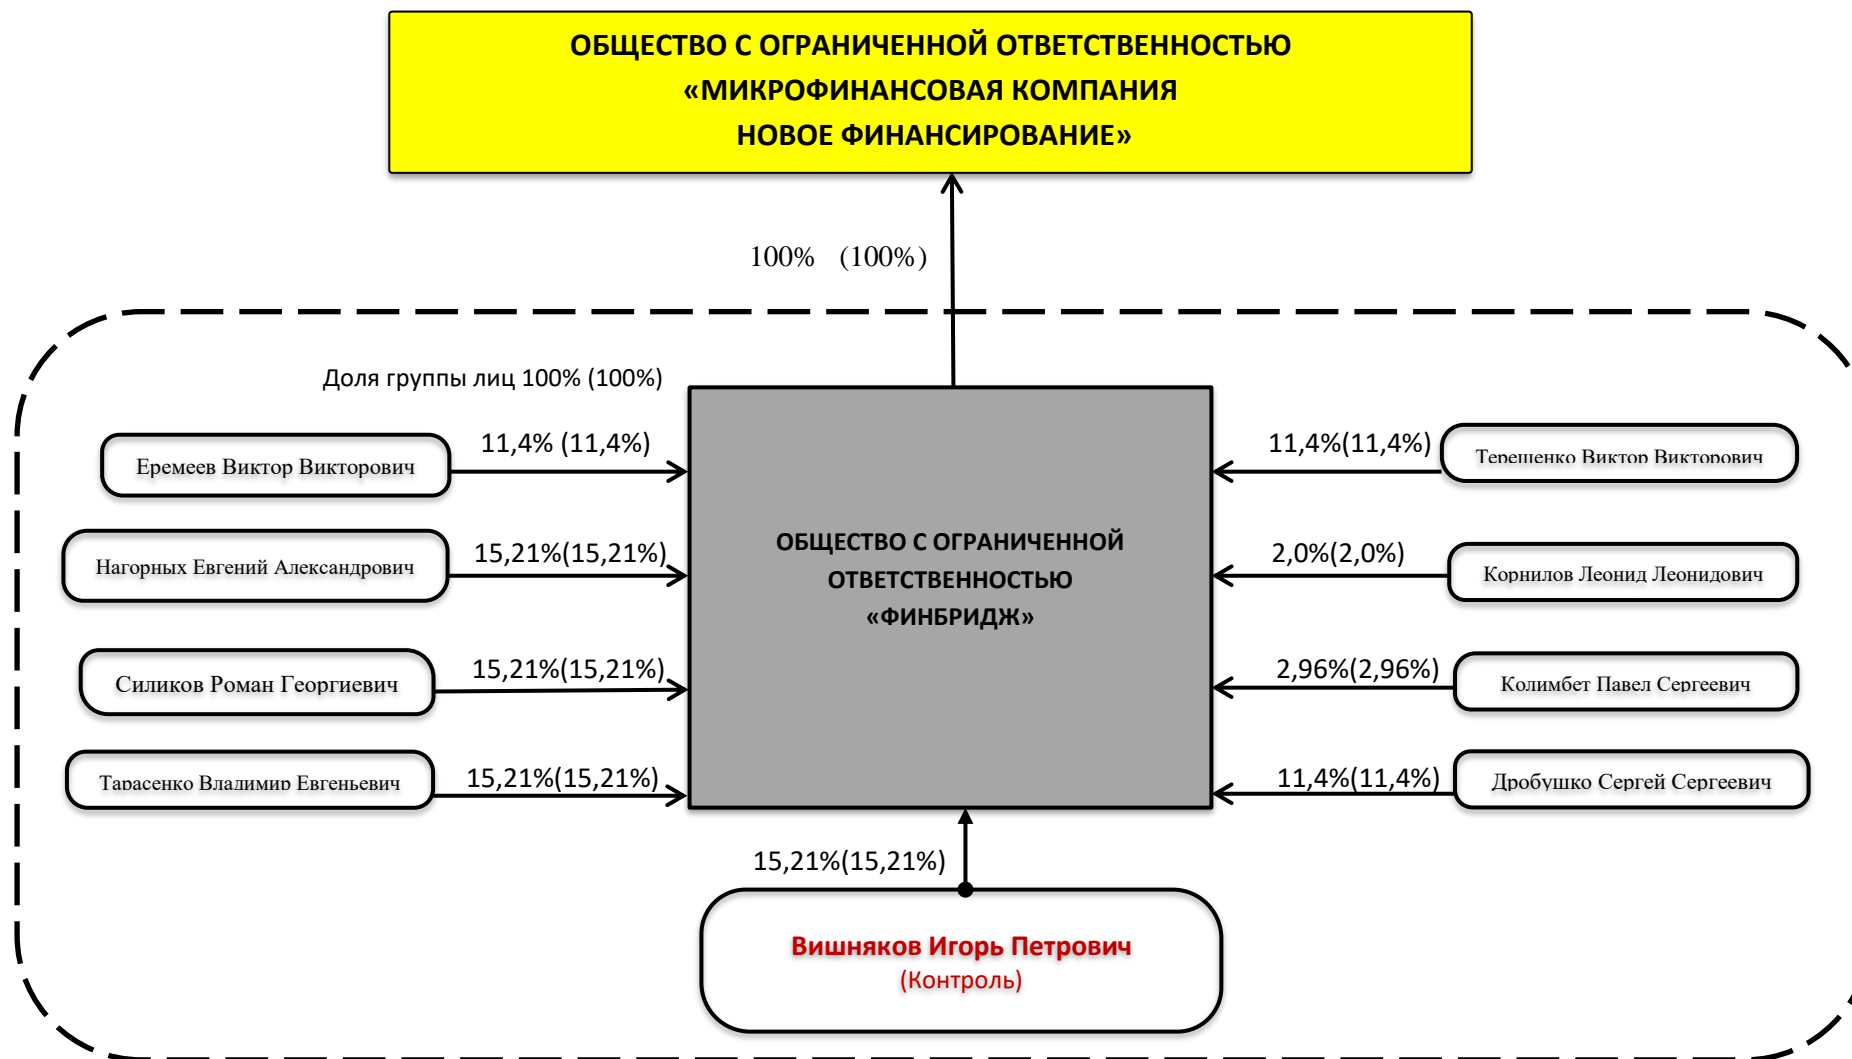 ОБЩЕСТВО С ОГРАНИЧЕННОЙ ОТВЕТСТВЕННОСТЬЮ
«МИКРОФИНАНСОВАЯ КОМПАНИЯ
НОВОЕ ФИНАНСИРОВАНИЕ»
100% (100%)
Доля группы лиц 100% (100%)
11,4% (11,4%)
Еремеев Виктор Викторович
15,21%(15,21%)
Нагорных Евгений Александрович
15,21%(15,21%)
Силиков Роман Георгиевич
15,21%(15,21%)
Тарасенко Владимир Евгеньевич
ОБЩЕСТВО С ОГРАНИЧЕННОЙ
ОТВЕТСТВЕННОСТЬЮ
«ФИНБРИДЖ»
11,4%(11,4%)
Терещенко Виктор Викторович
2,0%(2,0%)
Корнилов Леонид Леонидович
2,96%(2,96%)
Колимбет Павел Сергеевич
11,4%(11,4%)
Дробушко Сергей Сергеевич
15,21%(15,21%)
Вишняков Игорь Петрович
(Контроль)